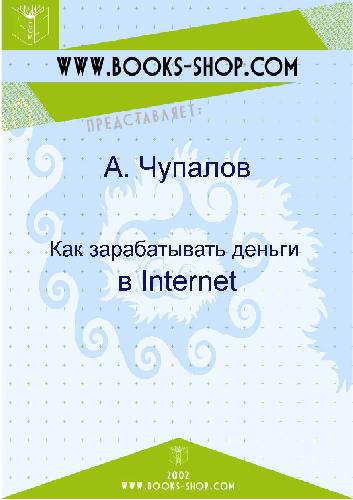 WWW.BOOKS-SHOP.COM
ПРЕДСТАВЛЯЕТ:
А. Чупалов
Как зарабатывать деньги
в Internet
2002
WWW.BOOKS-SHOP.COM